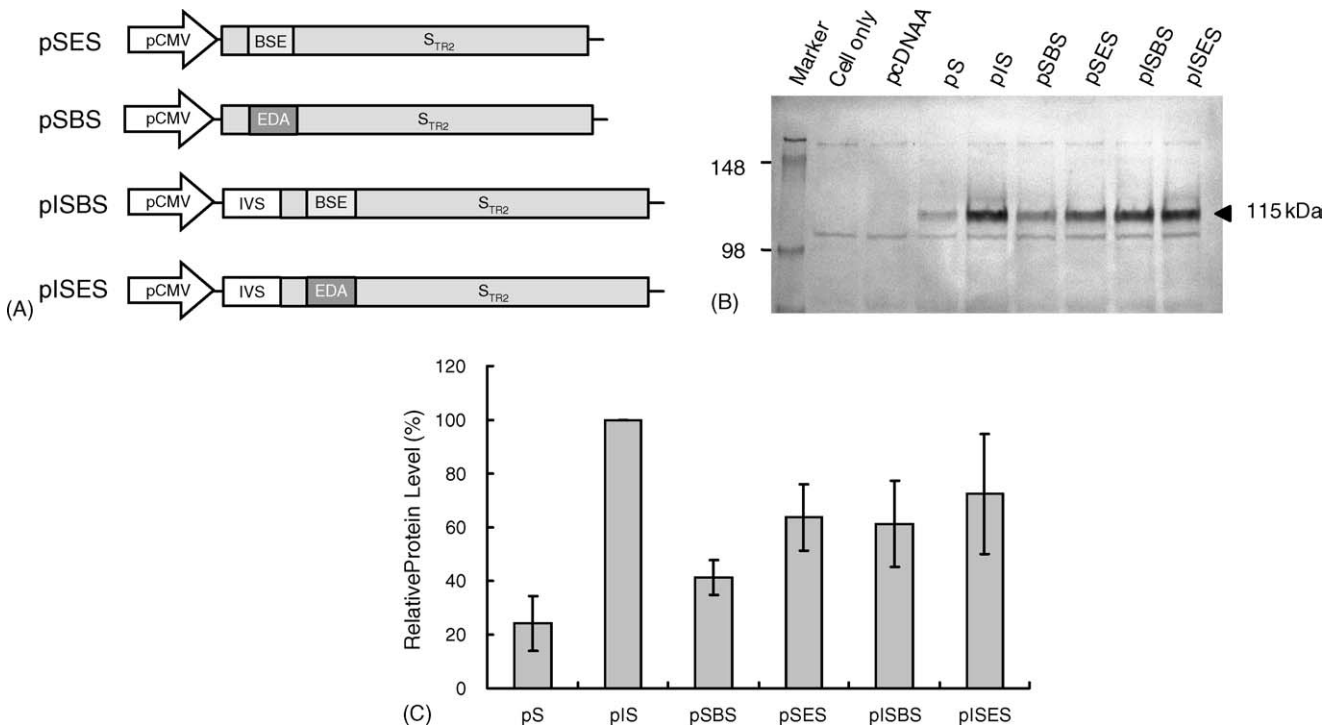 pSES pCMV BSE STR2
pSBS pCMV EDA STR2
pISBS pCMV IVS BSE STR2
pISES pCMV IVS EDA STR2
(A)
Marker Cell only pcDNAA pS pIS pSBS pSES pISBS pISES
148
115 kDa
98
(B)
RelativeProtein Level (%)
120
100
80
60
40
20
0
pS pIS pSBS pSES pISBS pISES
(C)